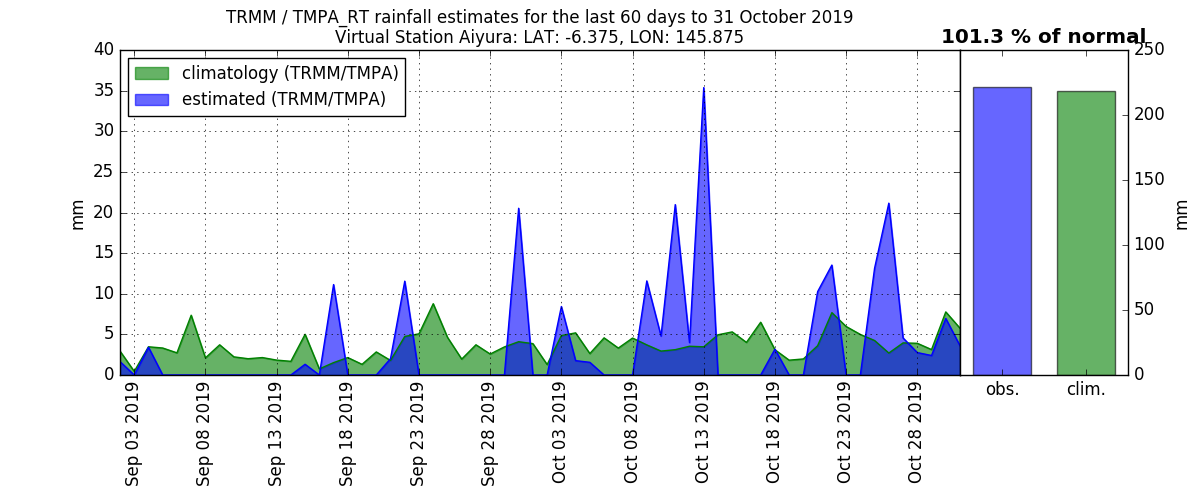 TRMM / TMPA_RT rainfall estimates for the last 60 days to 31 October 2019
Virtual Station Aiyura: LAT: -6.375, LON: 145.875
101.3 % of normal
climatology (TRMM/TMPA)
estimated (TRMM/TMPA)
40
35
30
25
20
15
10
5
0
mm
Sep 03 2019
Sep 08 2019
Sep 13 2019
Sep 18 2019
Sep 23 2019
Sep 28 2019
Oct 03 2019
Oct 08 2019
Oct 13 2019
Oct 18 2019
Oct 23 2019
Oct 28 2019
obs.
clim.
250
200
150
100
50
0
mm